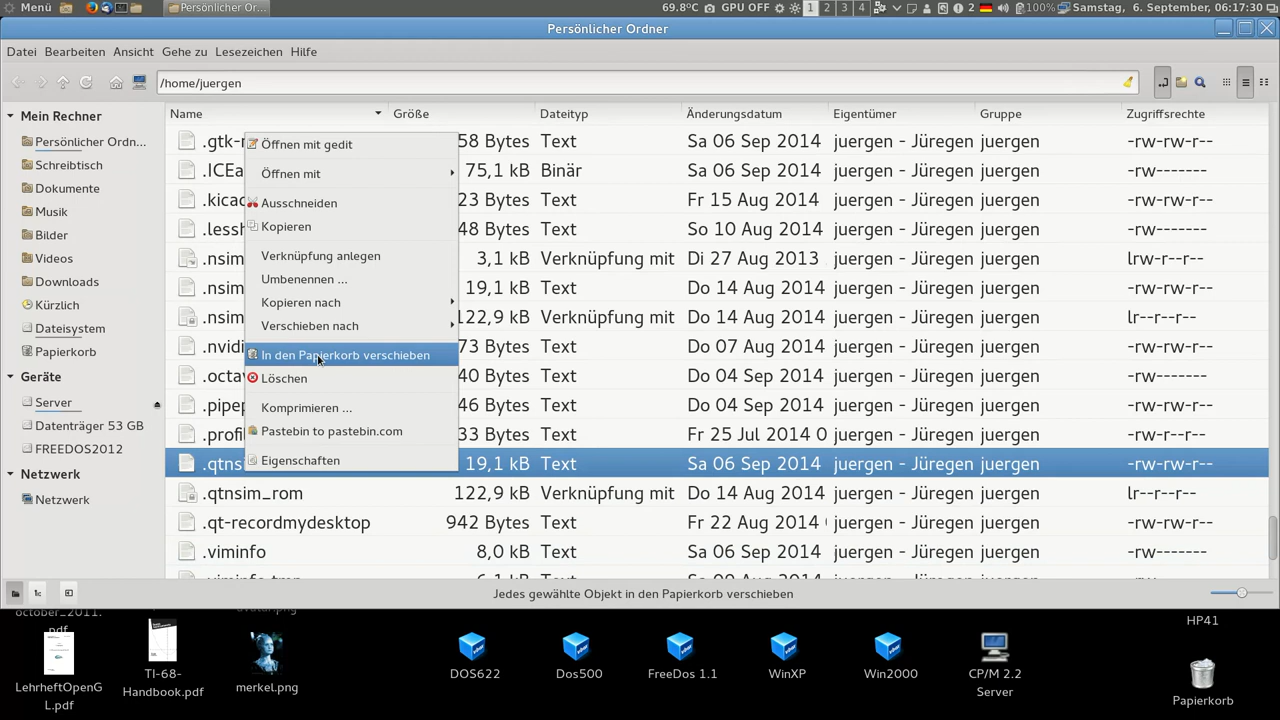 Menü
Persönlicher Or...
69.8°C
GPU OFF
1 2 3 4
2
100%
Samstag, 6. September, 06:17:30
Persönlicher Ordner
Datei Bearbeiten Ansicht Gehe zu Lesezeichen Hilfe
/home/juergen
Mein Rechner
Persönlicher Ordn...
Schreibtisch
Dokumente
Musik
Bilder
Videos
Downloads
Kürzlich
Dateisystem
Papierkorb
Geräte
Server
Datenträger 53 GB
FREEDOS2012
Netzwerk
Netzwerk
Name Größe Dateityp Änderungsdatum Eigentümer Gruppe Zugriffsrechte
.gtk- 58 Bytes Text Sa 06 Sep 2014 juergen - Jüregen juergen -rw-rw-r--
.ICEa 75,1 kB Binär Sa 06 Sep 2014 juergen - Jüregen juergen -rw-------
.kica 23 Bytes Text Fr 15 Aug 2014 juergen - Jüregen juergen -rw-rw-r--
.lessh 48 Bytes Text So 10 Aug 2014 juergen - Jüregen juergen -rw-------
.nsim 3,1 kB Verknüpfung mit Di 27 Aug 2013 juergen - Jüregen juergen lrw-r--r--
.nsim 19,1 kB Text Do 14 Aug 2014 juergen - Jüregen juergen -rw-rw-r--
.nsim 122,9 kB Verknüpfung mit Do 14 Aug 2014 juergen - Jüregen juergen lr--r--r--
.nvidi 73 Bytes Text Do 07 Aug 2014 juergen - Jüregen juergen -rw-rw-r--
.octav 40 Bytes Text Do 04 Sep 2014 juergen - Jüregen juergen -rw-rw-r--
.pipep 46 Bytes Text Do 04 Sep 2014 juergen - Jüregen juergen -rw-rw-r--
.profi 33 Bytes Text Fr 25 Jul 2014 0 juergen - Jüregen juergen -rw-rw-r--
.qtns 19,1 kB Text Sa 06 Sep 2014 juergen - Jüregen juergen -rw-rw-r--
.qtnsim_rom 122,9 kB Verknüpfung mit Do 14 Aug 2014 juergen - Jüregen juergen lr--r--r--
.qt-recordmydesktop 942 Bytes Text Fr 22 Aug 2014 juergen - Jüregen juergen -rw-rw-r--
.viminfo 8,0 kB Text Sa 06 Sep 2014 juergen - Jüregen juergen -rw-------
Öffnen mit gedit
Öffnen mit
Ausschneiden
Kopieren
Verknüpfung anlegen
Umbenennen ...
Kopieren nach
Verschieben nach
In den Papierkorb verschieben
Löschen
Komprimieren ...
Pastebin to pastebin.com
Eigenschaften
Jedes gewählte Objekt in den Papierkorb verschieben
october_2011.
pdf
HP41
LehrheftOpenG
L.pdf
TI-68-
Handbook.pdf
merkel.png
DOS622
Dos500
FreeDos 1.1
WinXP
Win2000
CP/M 2.2
Server
Papierkorb